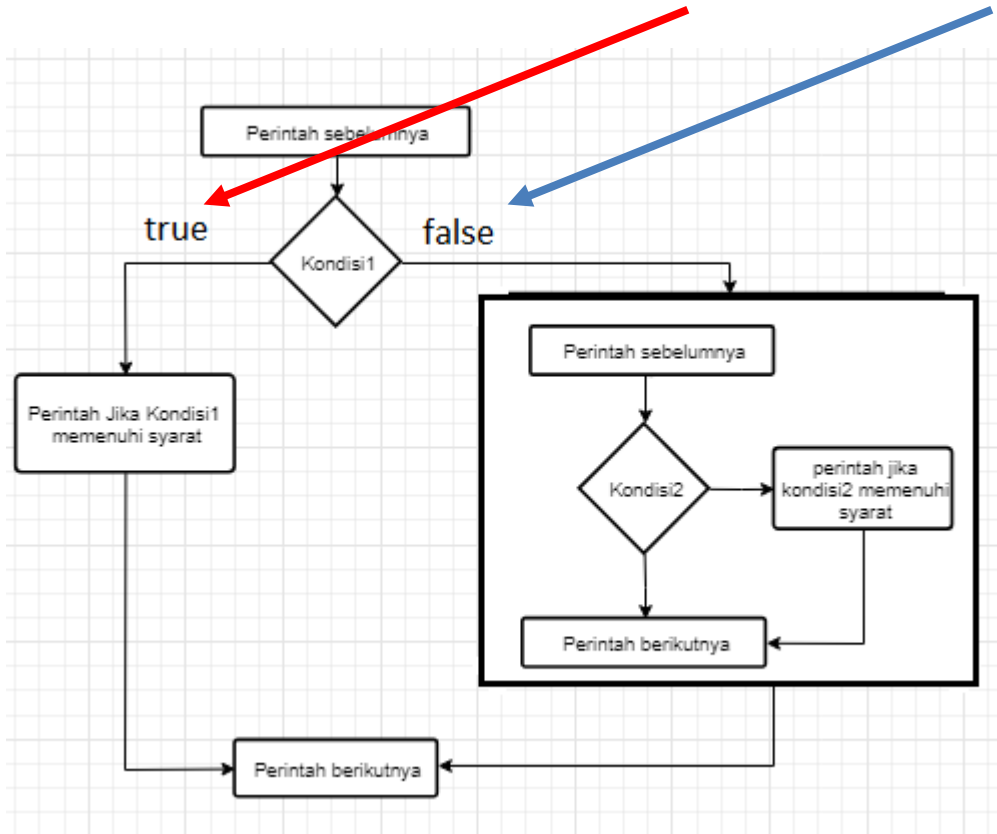 Perintah sebelumnya
true
false
Kondisi1
Perintah Jika Kondisi1
memenuhi syarat
Perintah sebelumnya
Kondisi2
perintah jika
kondisi2 memenuhi
syarat
Perintah berikutnya
Perintah berikutnya